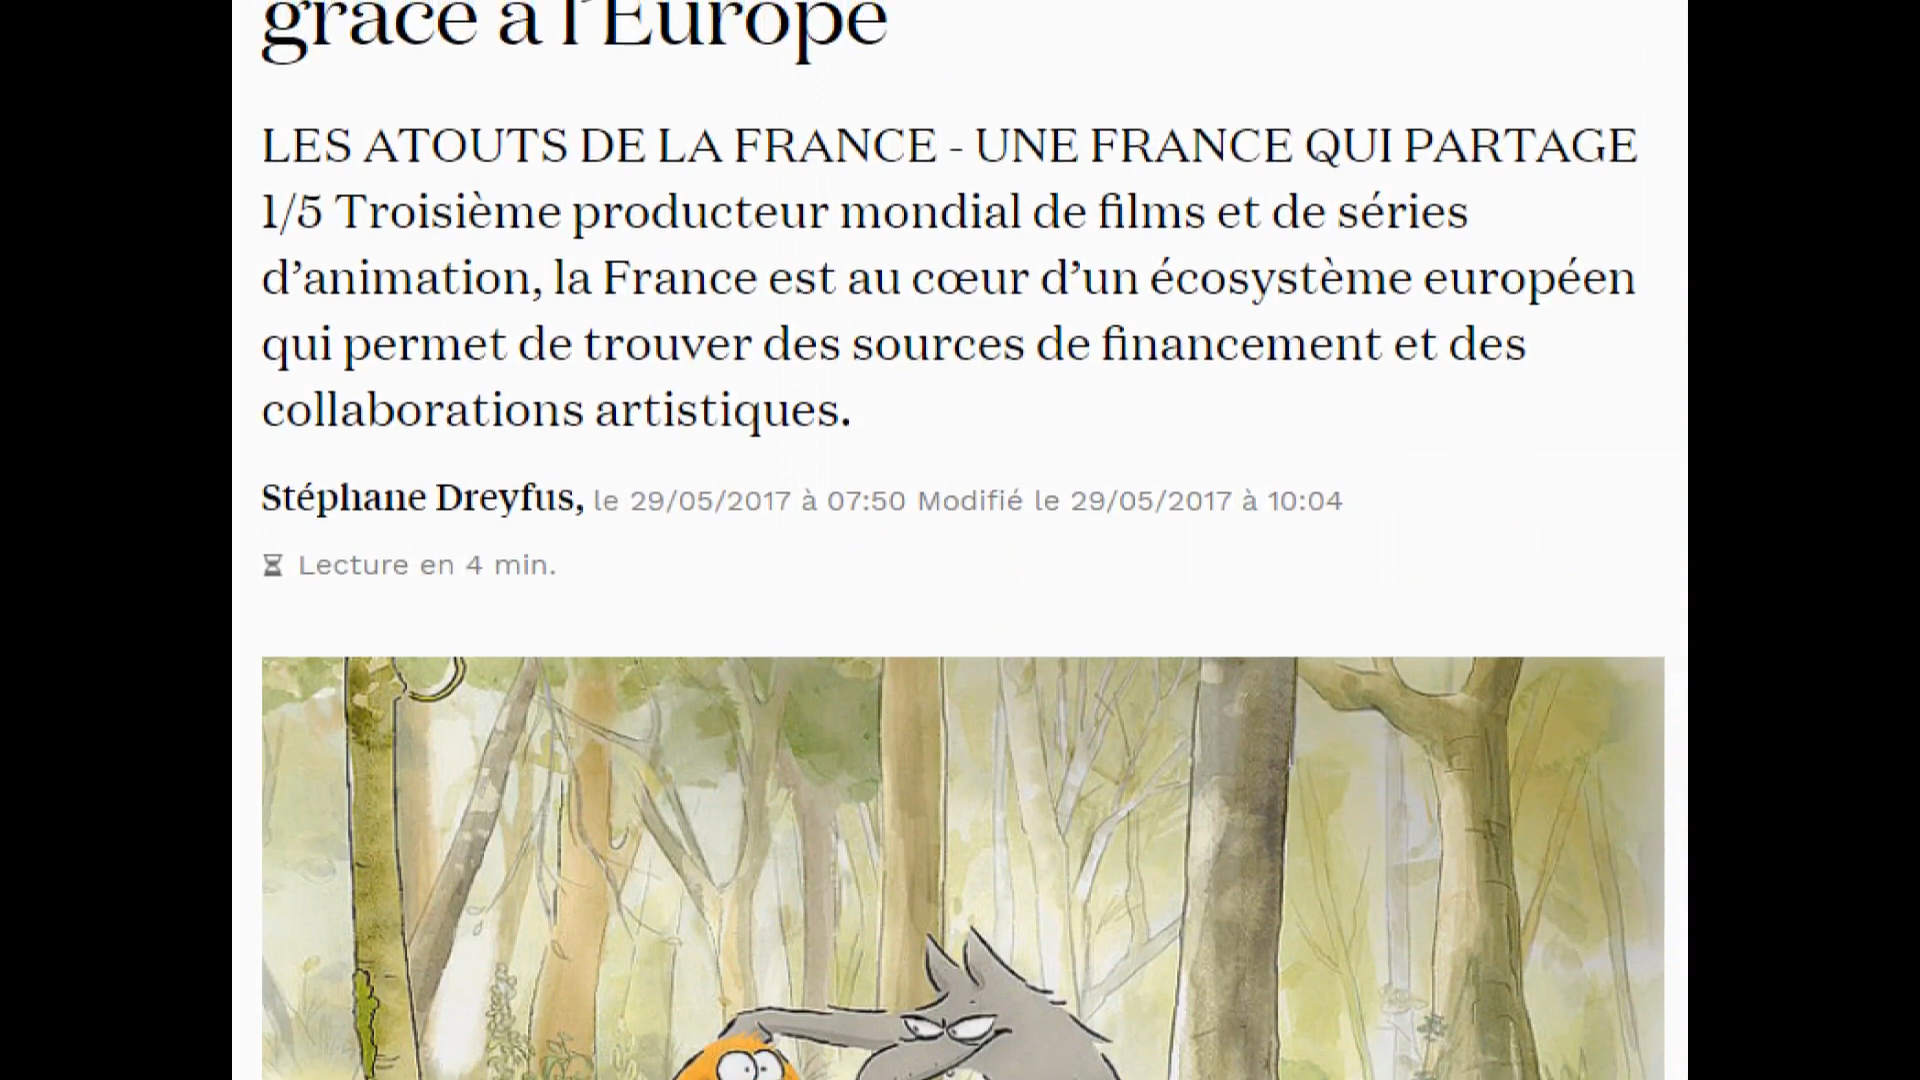 grâce à l'Europe
LES ATOUTS DE LA FRANCE - UNE FRANCE QUI PARTAGE
1/5 Troisième producteur mondial de films et de séries
d’animation, la France est au cœur d’un écosystème européen
qui permet de trouver des sources de financement et des
collaborations artistiques.
Stéphane Dreyfus, le 29/05/2017 à 07:50 Modifié le 29/05/2017 à 10:04
Lecture en 4 min.